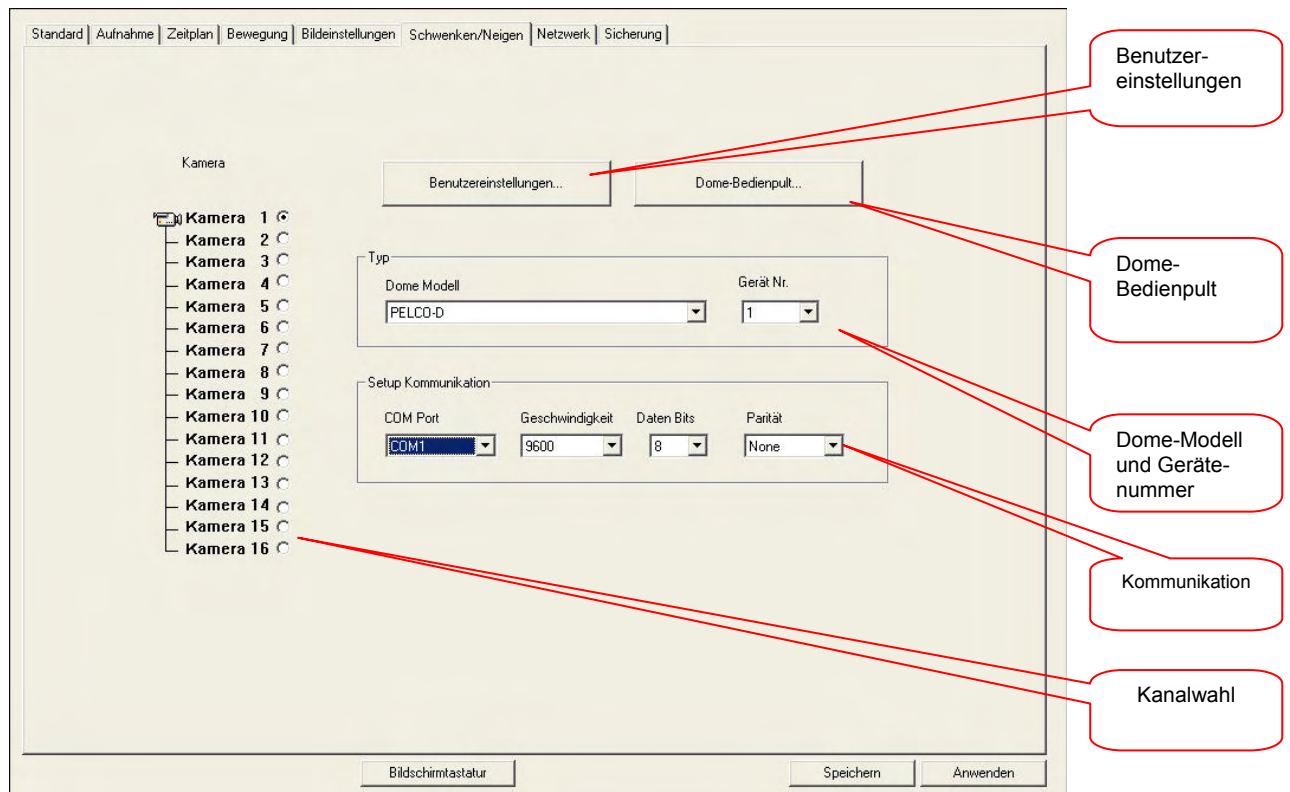 Standard Aufnahme Zeitplan Bewegung Bildeinstellungen Schwenken/Neigen Netzwerk Sicherung
Kamera
Benutzereinstellungen...
Dome-Bedienpult...
Kamera 1
Kamera 2
Kamera 3
Kamera 4
Kamera 5
Kamera 6
Kamera 7
Kamera 8
Kamera 9
Kamera 10
Kamera 11
Kamera 12
Kamera 13
Kamera 14
Kamera 15
Kamera 16
Typ
Dome Modell
Gerät Nr.
PELCO-D
1
Setup Kommunikation
COM Port
Geschwindigkeit
Daten Bits
Parität
COM1
9600
8
None
Bildschirmtastatur
Speichern
Anwenden
Benutzer-
einstellungen
Dome-
Bedienpult
Dome-Modell
und Geräte-
nummer
Kommunikation
Kanalwahl